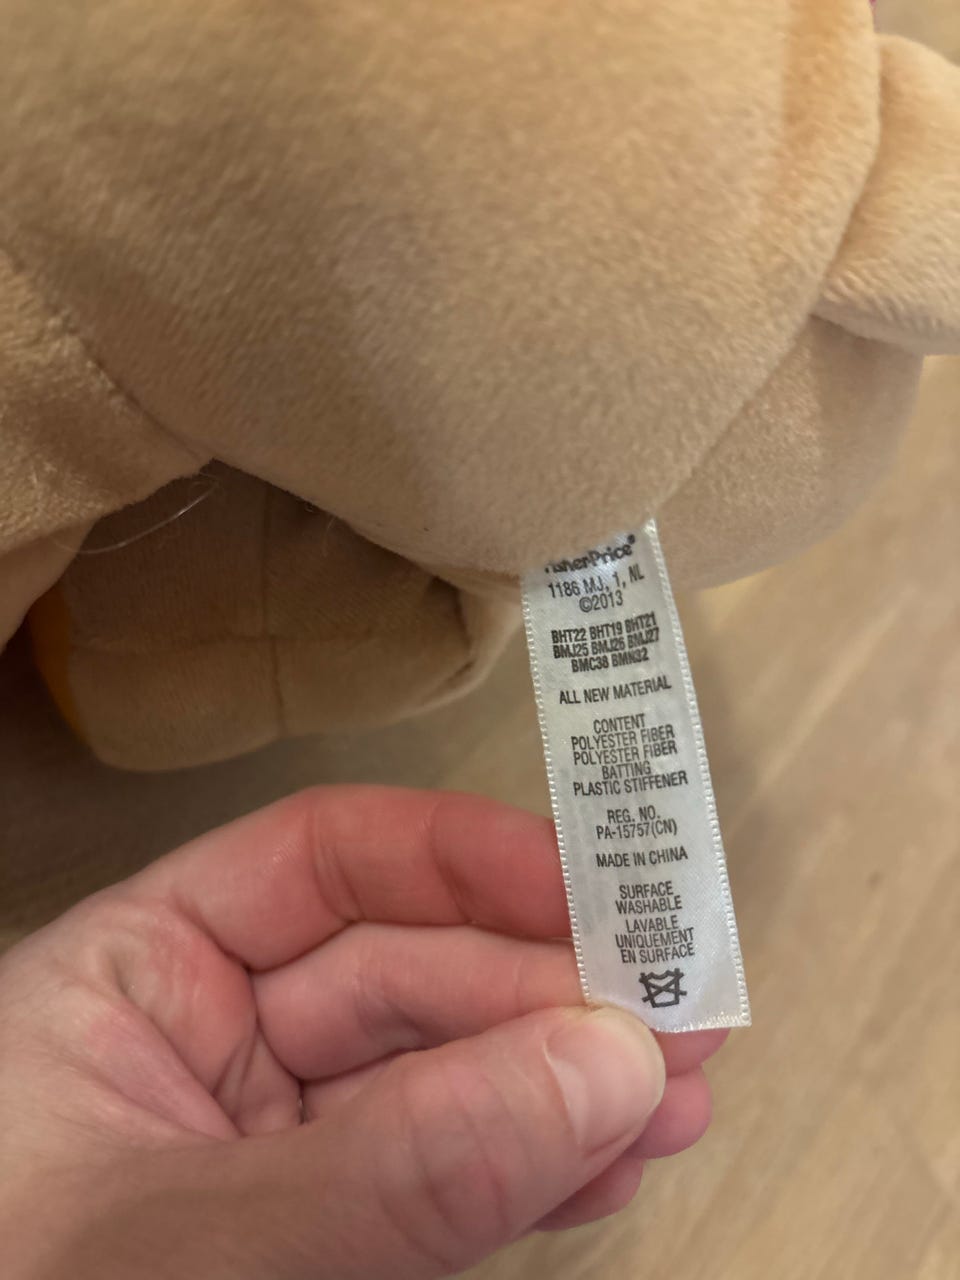 Fisher-Price®
1186 MJ, 1, NL
©2013
BHT22 BHT19 BHT21
BMJ25 BMJ26 BMJ27
BMC38 BMN32
ALL NEW MATERIAL
CONTENT
POLYESTER FIBER
POLYESTER FIBER
BATTING
PLASTIC STIFFENER
REG. NO.
PA-15757(CN)
MADE IN CHINA
SURFACE
WASHABLE
LAVABLE
UNIQUEMENT
EN SURFACE